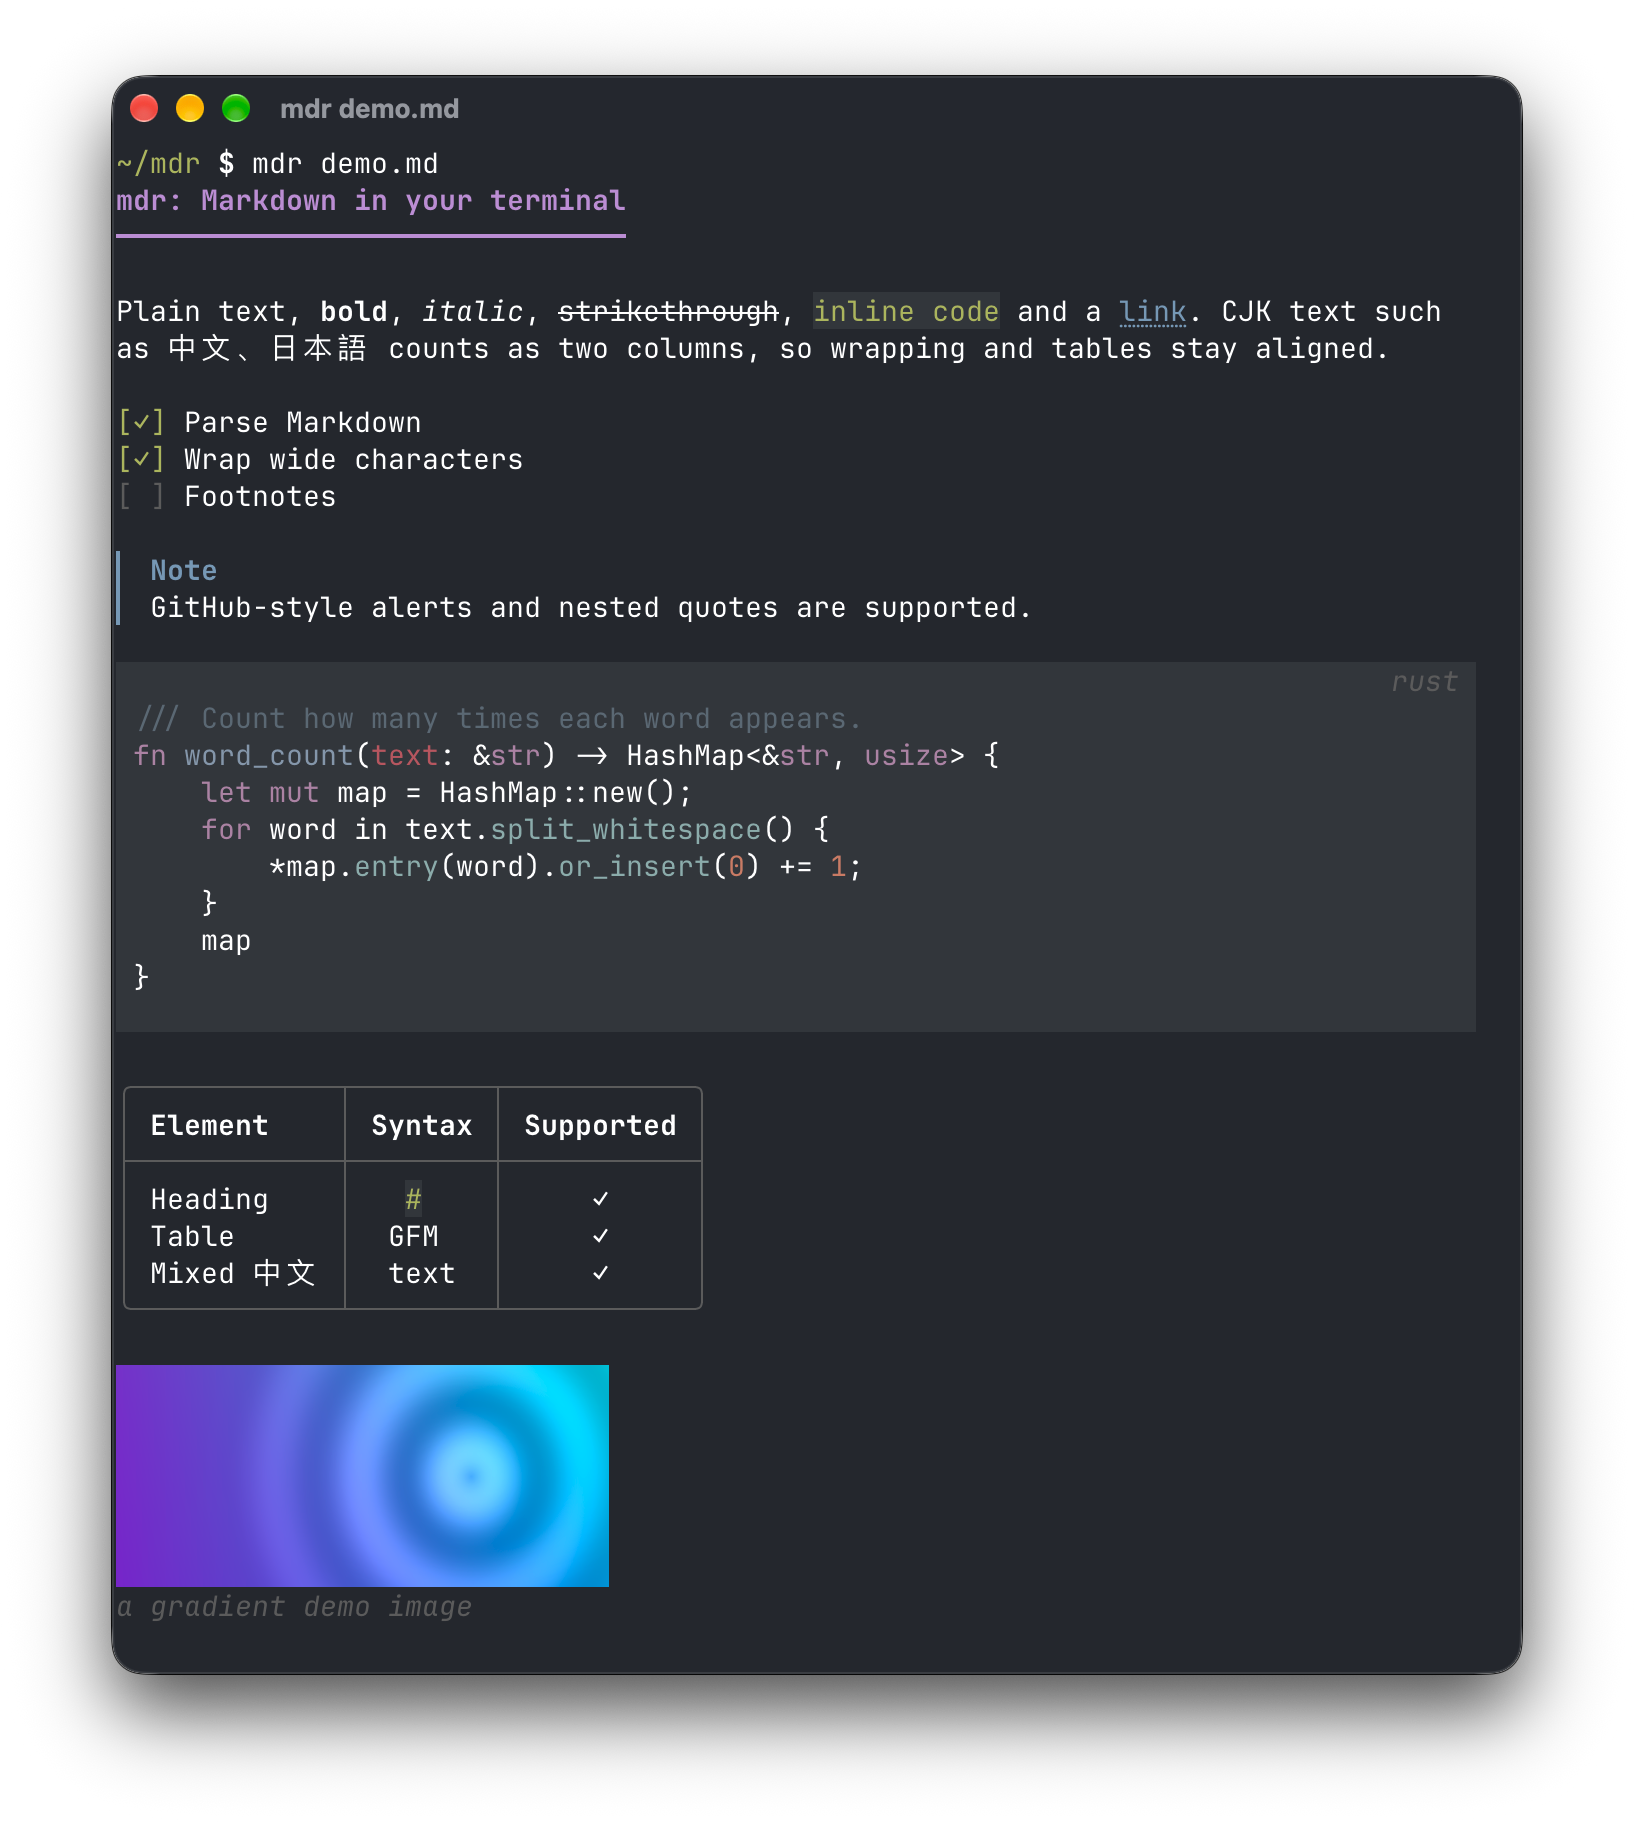 mdr demo.md
~/mdr $ mdr demo.md
mdr: Markdown in your terminal
Plain text, bold, italic, strikethrough, inline code and a link. CJK text such
as 中文、日本語 counts as two columns, so wrapping and tables stay aligned.
[✓] Parse Markdown
[✓] Wrap wide characters
[ ] Footnotes
Note
GitHub-style alerts and nested quotes are supported.
rust
/// Count how many times each word appears.
fn word_count(text: &str) -> HashMap<&str, usize> {
    let mut map = HashMap::new();
    for word in text.split_whitespace() {
        *map.entry(word).or_insert(0) += 1;
    }
    map
}
Element Syntax Supported
Heading # ✓
Table GFM ✓
Mixed 中文 text ✓
a gradient demo image